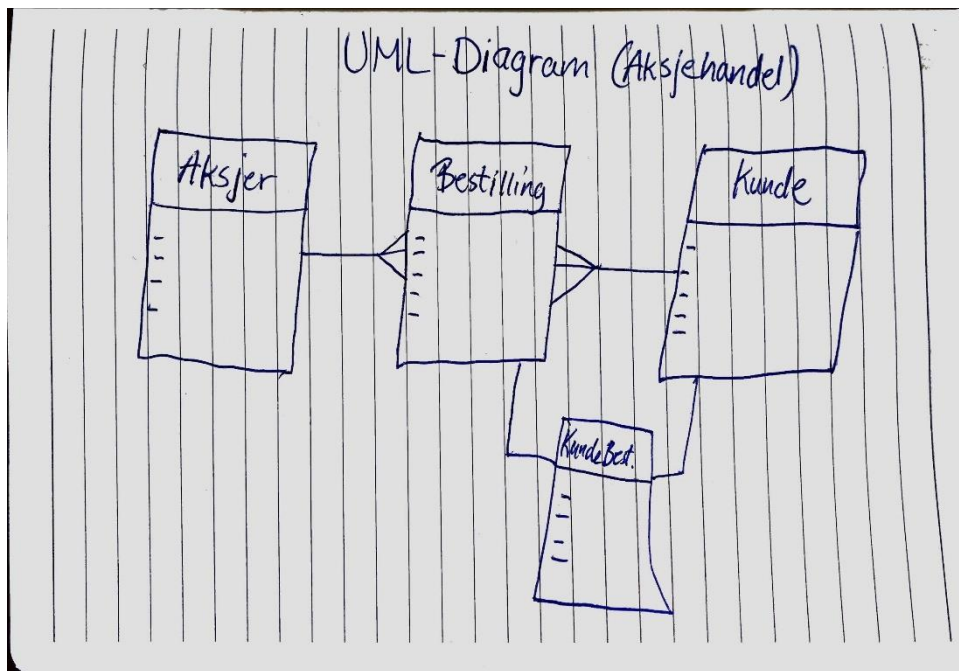 UML-Diagram (Aksjehandel)
Aksjer
Bestilling
Kunde
KundeBest.